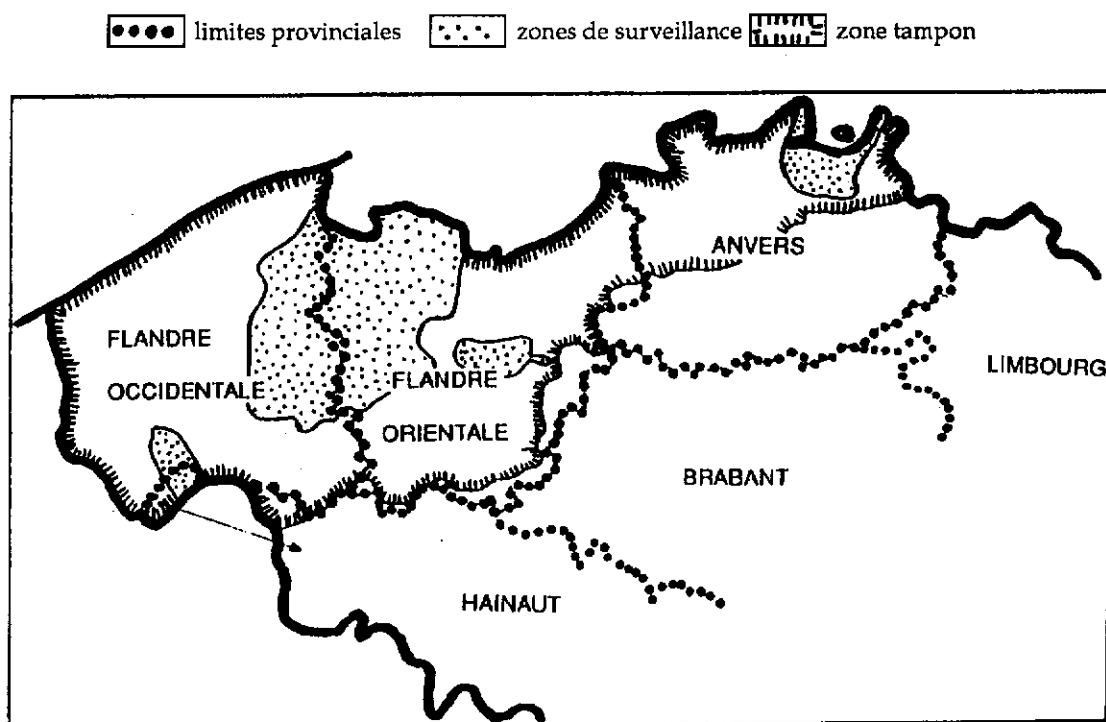 limites provinciales zones de surveillance zone tampon
ANVERS
FLANDRE
OCCIDENTALE
LIMBOURG
FLANDRE
ORIENTALE
BRABANT
HAINAUT